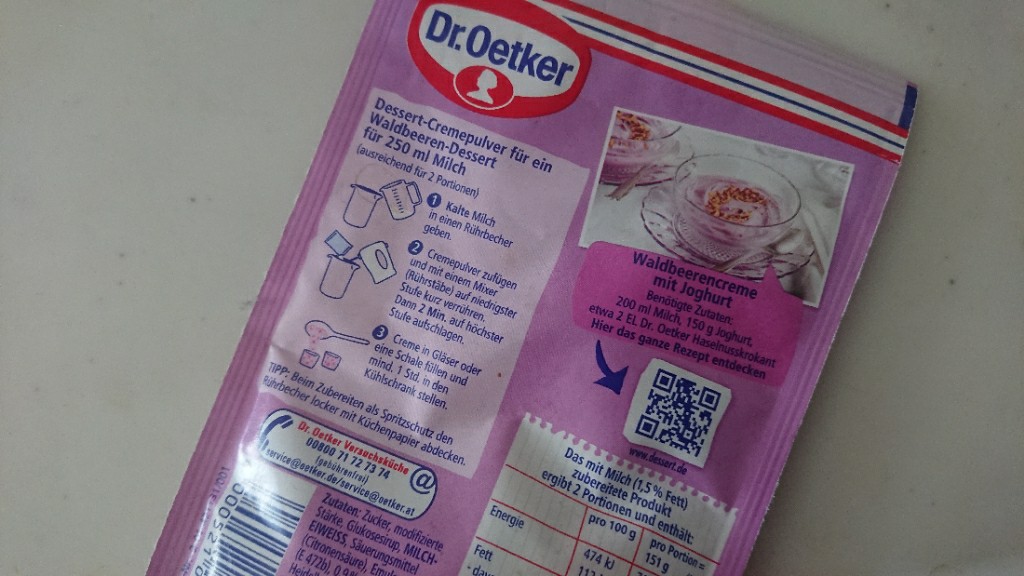 Dr.Oetker
Dessert-Cremepulver für ein
Waldbeeren-Dessert
für 250 ml Milch
(ausreichend für 2 Portionen)
1 Kalte Milch
in einen Rührbecher
geben.
2 Cremepulver zufügen
und mit einem Mixer
(Rührstäbe) auf niedrigster
Stufe kurz verrühren.
Dann 2 Min. auf höchster
Stufe aufschlagen.
3 Creme in Gläser oder
eine Schale füllen und
mind. 1 Std. in den
Kühlschrank stellen.
TIPP: Beim Zubereiten als Spritzschutz den
Rührbecher locker mit Küchenpapier abdecken.
Dr. Oetker Versuchsküche
00800 71 72 73 74
(gebührenfrei)
service@oetker.de/service@oetker.at
@
Zutaten: Zucker, modifizierte
Stärke, Glukosesirup, MILCH-
EIWEISS, Säuerungsmittel
(Citronensäure),
(E 472b),
Waldbeerencreme
mit Joghurt
Benötigte Zutaten:
200 ml Milch, 150 g Joghurt,
etwa 2 EL Dr. Oetker Haselnusskrokant
Hier das ganze Rezept entdecken
www.dessert.de
Das mit Milch (1,5 % Fett)
zubereitete Produkt
ergibt 2 Portionen und enthält:
pro 100 g pro Portion =
151 g
Energie 474 kJ
Fett